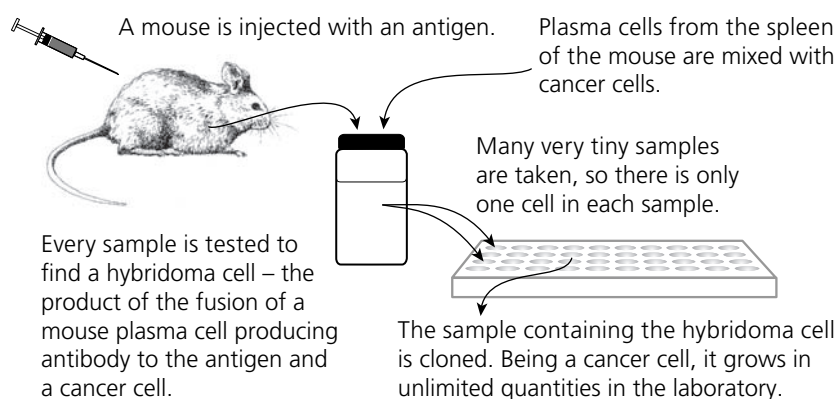 A mouse is injected with an antigen.
Plasma cells from the spleen
of the mouse are mixed with
cancer cells.
Many very tiny samples
are taken, so there is only
one cell in each sample.
Every sample is tested to
find a hybridoma cell – the
product of the fusion of a
mouse plasma cell producing
antibody to the antigen and
a cancer cell.
The sample containing the hybridoma cell
is cloned. Being a cancer cell, it grows in
unlimited quantities in the laboratory.